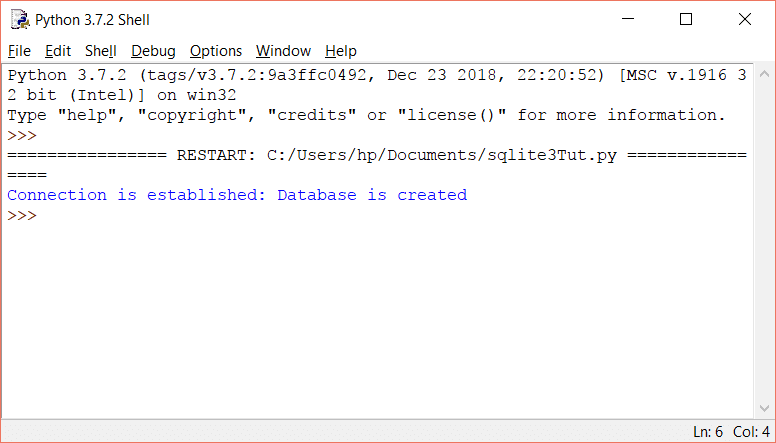 Python 3.7.2 Shell
File Edit Shell Debug Options Window Help
Python 3.7.2 (tags/v3.7.2:9a3ffc0492, Dec 23 2018, 22:20:52) [MSC v.1916 3
2 bit (Intel)] on win32
Type "help", "copyright", "credits" or "license()" for more information.
>>>
================ RESTART: C:/Users/hp/Documents/sqlite3Tut.py ============
====
Connection is established: Database is created
>>>
Ln: 6 Col: 4